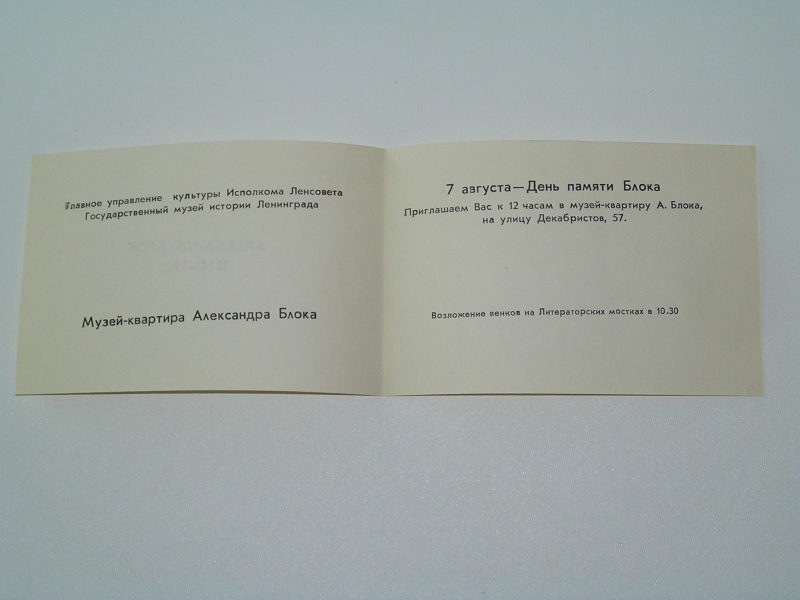 Главное управление культуры Исполкома Ленсовета
Государственный музей истории Ленинграда
Музей-квартира Александра Блока
7 августа—День памяти Блока
Приглашаем Вас к 12 часам в музей-квартиру А. Блока,
на улицу Декабристов, 57.
Возложение венков на Литераторских мостках в 10.30